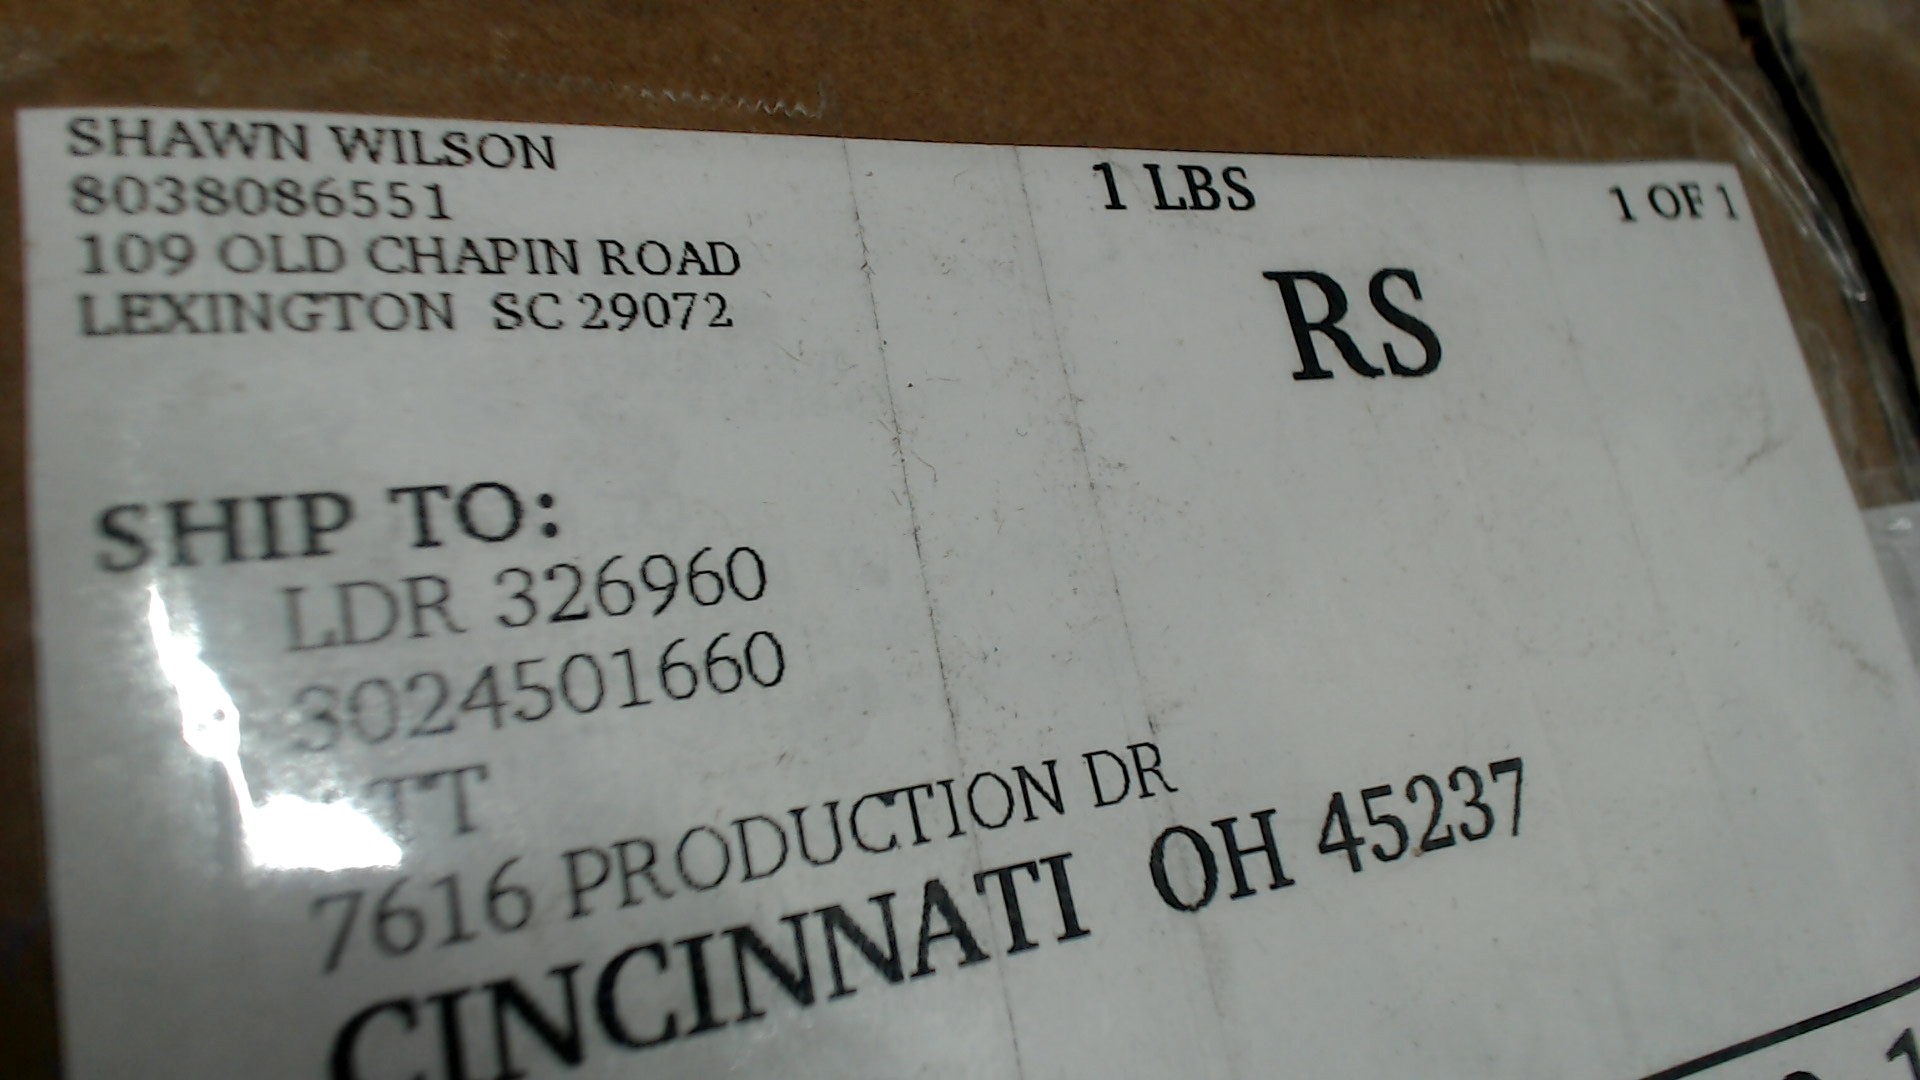 SHAWN WILSON
8038086551
109 OLD CHAPIN ROAD
LEXINGTON SC 29072
1 LBS
1 OF 1
RS
SHIP TO:
LDR 326960
3024501660
7616 PRODUCTION DR
CINCINNATI OH 45237